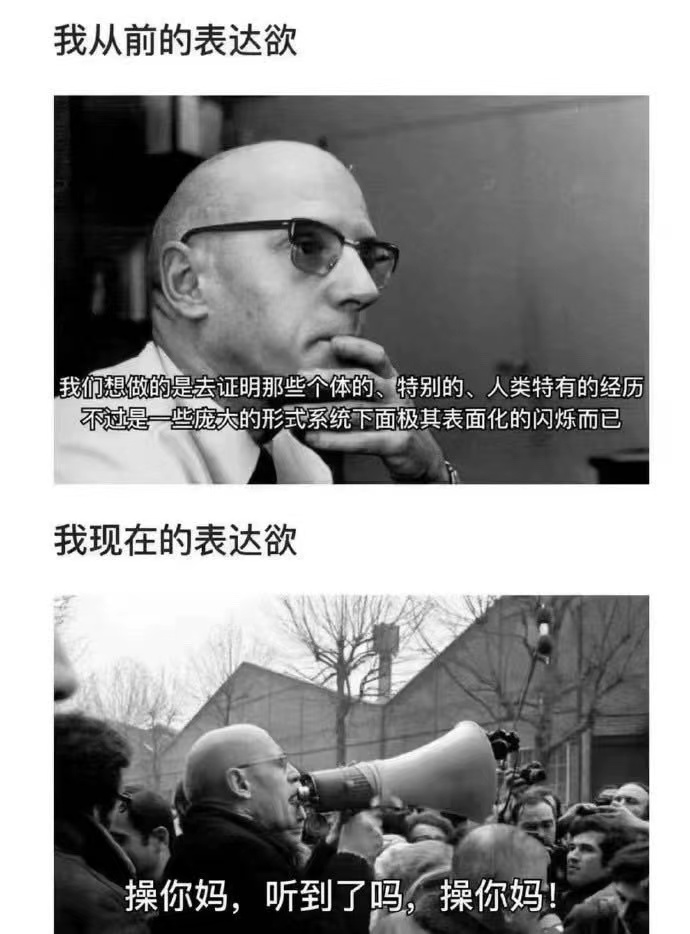 我从前的表达欲
我们想做的是去证明那些个体的、特别的、人类特有的经历
不过是一些庞大的形式系统下面极其表面化的闪烁而已
我现在的表达欲
操你妈，听到了吗，操你妈！